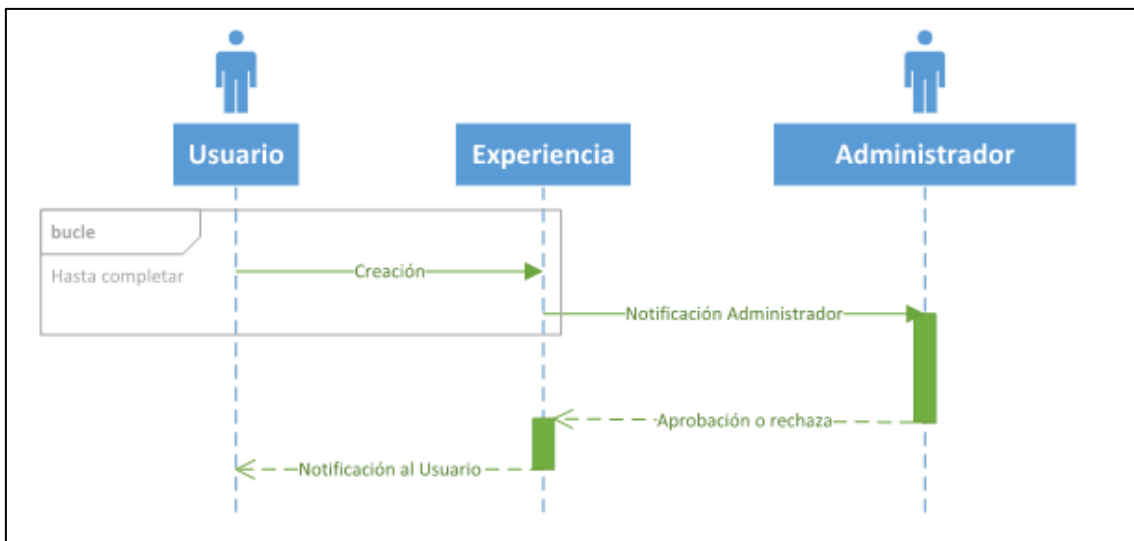 Usuario
Experiencia
Administrador
bucle
Hasta completar
Creación
Notificación Administrador
Aprobación o rechaza
Notificación al Usuario